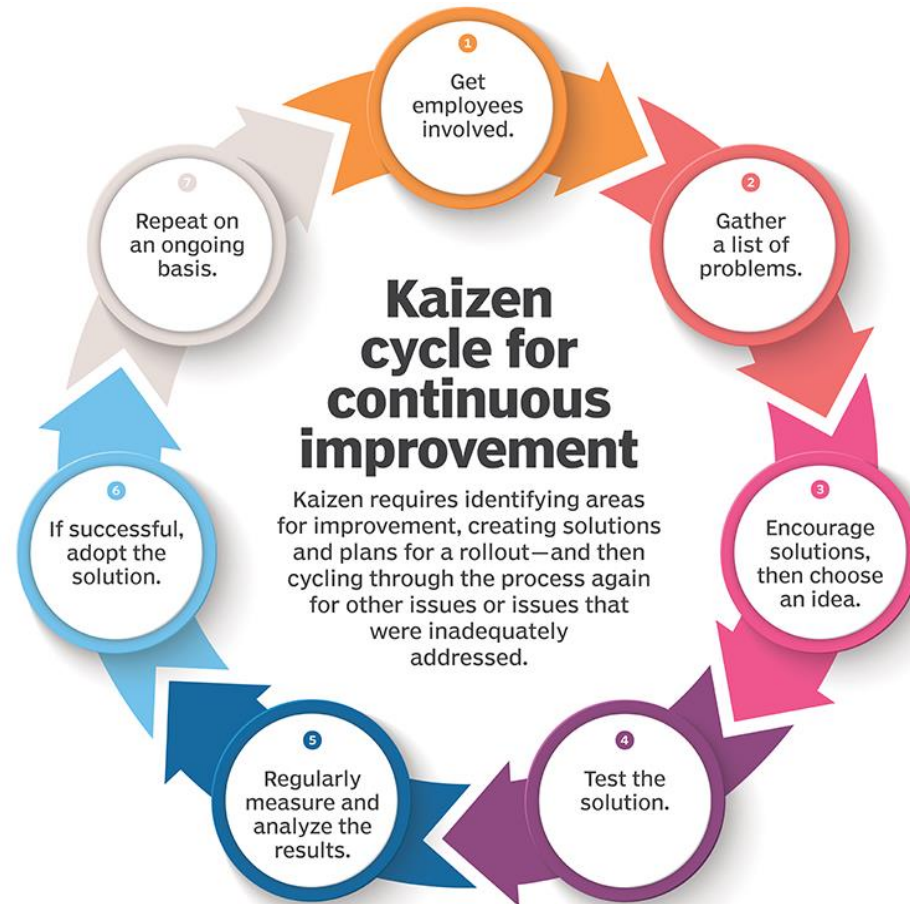 Kaizen
cycle for
continuous
improvement
Kaizen requires identifying areas
for improvement, creating solutions
and plans for a rollout—and then
cycling through the process again
for other issues or issues that
were inadequately
addressed.
1
Get
employees
involved.
2
Gather
a list of
problems.
3
Encourage
solutions,
then choose
an idea.
4
Test the
solution.
5
Regularly
measure and
analyze the
results.
6
If successful,
adopt the
solution.
7
Repeat on
an ongoing
basis.